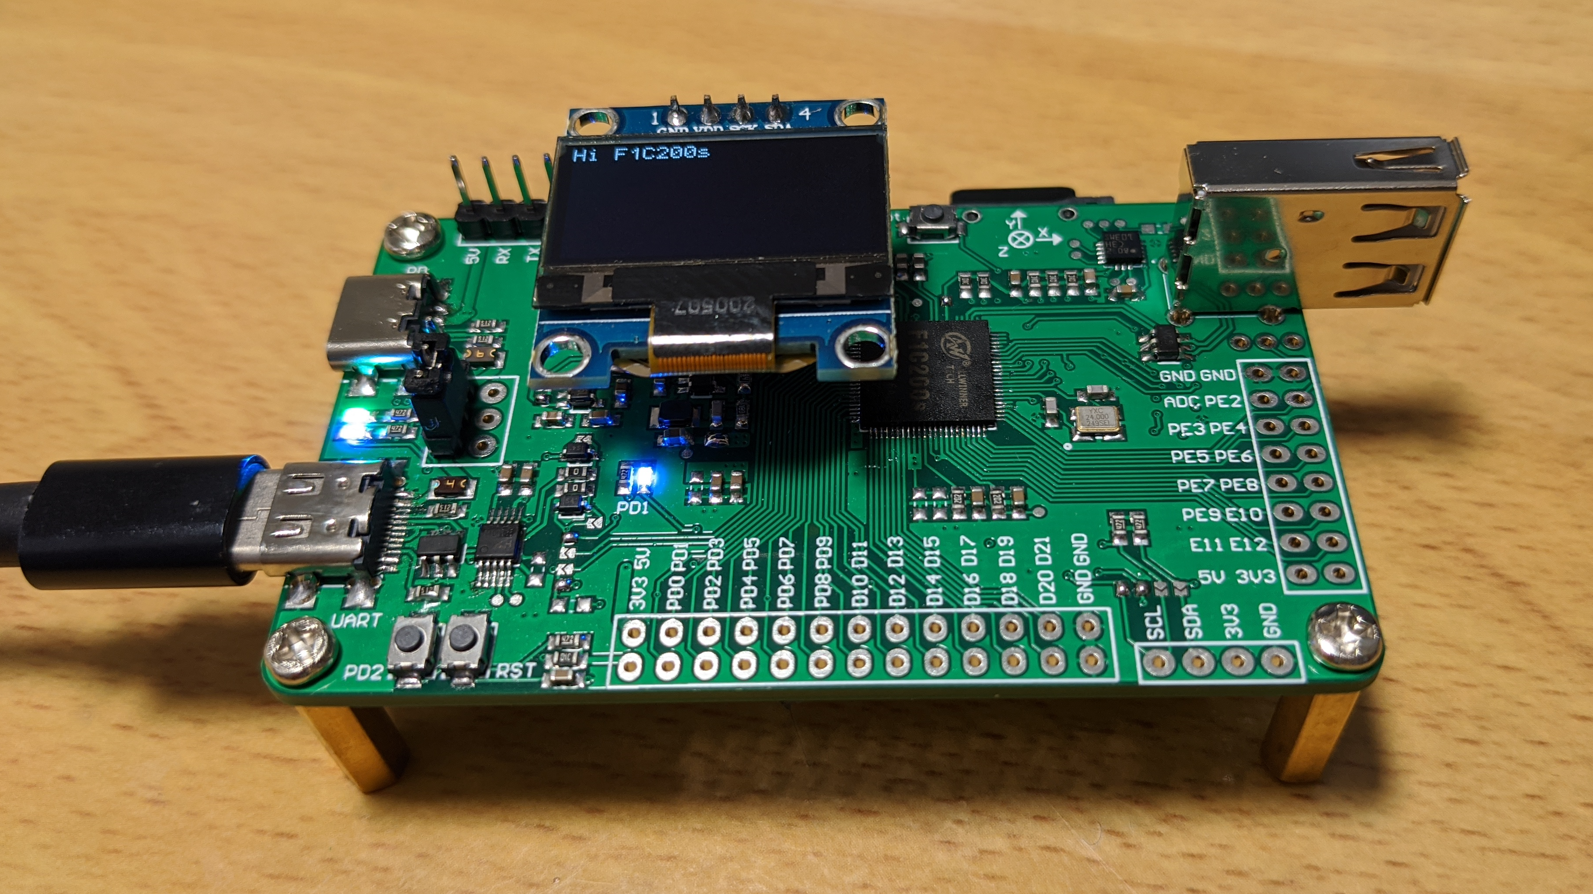 1 4
GND VDD SCK SDA
Hi F1C200s
200507
5V
RX
Y
X
Z
F1C200s
GND GND
ADC PE2
PE3 PE4
PE5 PE6
PE7 PE8
PE9 E10
E11 E12
5V 3V3
PD1
UART
PD2
RST
3V3 5V
PD0 PD1
PD2 PD3
PD4 PD5
PD6 PD7
PD8 PD9
D10 D11
D12 D13
D14 D15
D16 D17
D18 D19
D20 D21
GND GND
SCL
SDA
3V3
GND